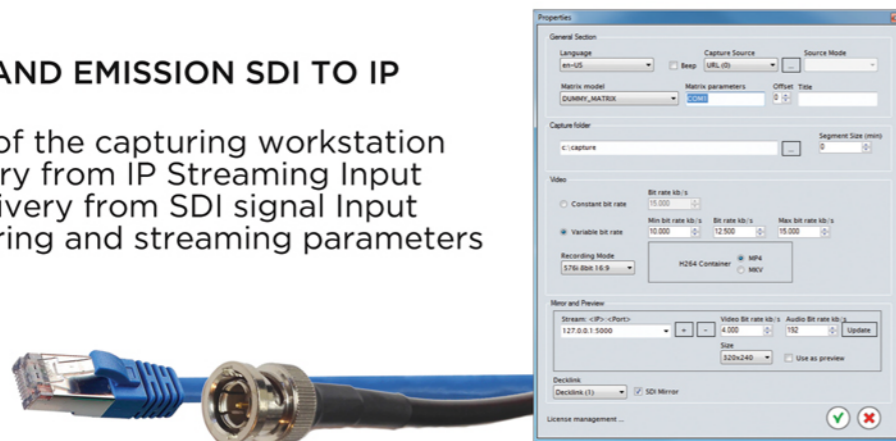 AND EMISSION SDI TO IP
of the capturing workstation
ry from IP Streaming Input
ivery from SDI signal Input
ring and streaming parameters
Properties
General Section
Language Capture Source Source Mode
en-US Beep URL (0) ...
Matrix model Matrix parameters Offset Title
DUMMY_MATRIX COM1 0
Capture folder
Segment Size (min)
c:\capture ... 0
Video
Bit rate kb/s
Constant bit rate 15.000
Min bit rate kb/s Bit rate kb/s Max bit rate kb/s
Variable bit rate 10.000 12.500 15.000
Recording Mode
576i 8bit 16:9 H264 Container MP4
MKV
Mirror and Preview
Stream: <IP>:<Port> Video Bit rate kb/s Audio Bit rate kb/s
127.0.0.1:5000 + - 4.000 192 Update
Size
320x240 Use as preview
Decklink
Decklink (1) SDI Mirror
License management ...